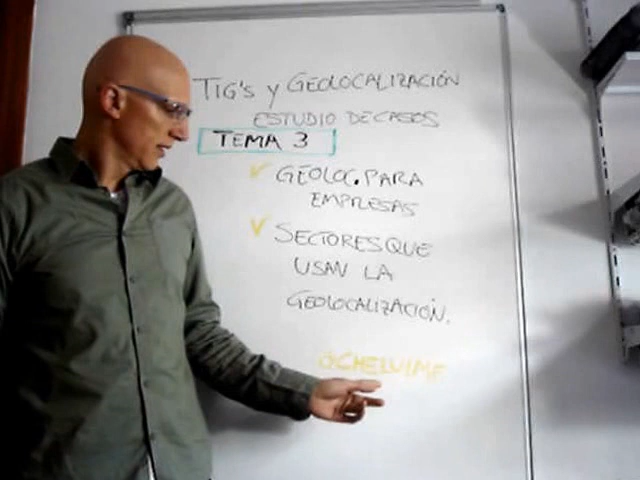 TIG'S Y GEOLOCALIZACIÓN
ESTUDIO DE CASOS
TEMA 3
GEOLOC. PARA
EMPRESAS
SECTORES QUE
USAN LA
GEOLOCALIZACIÓN.